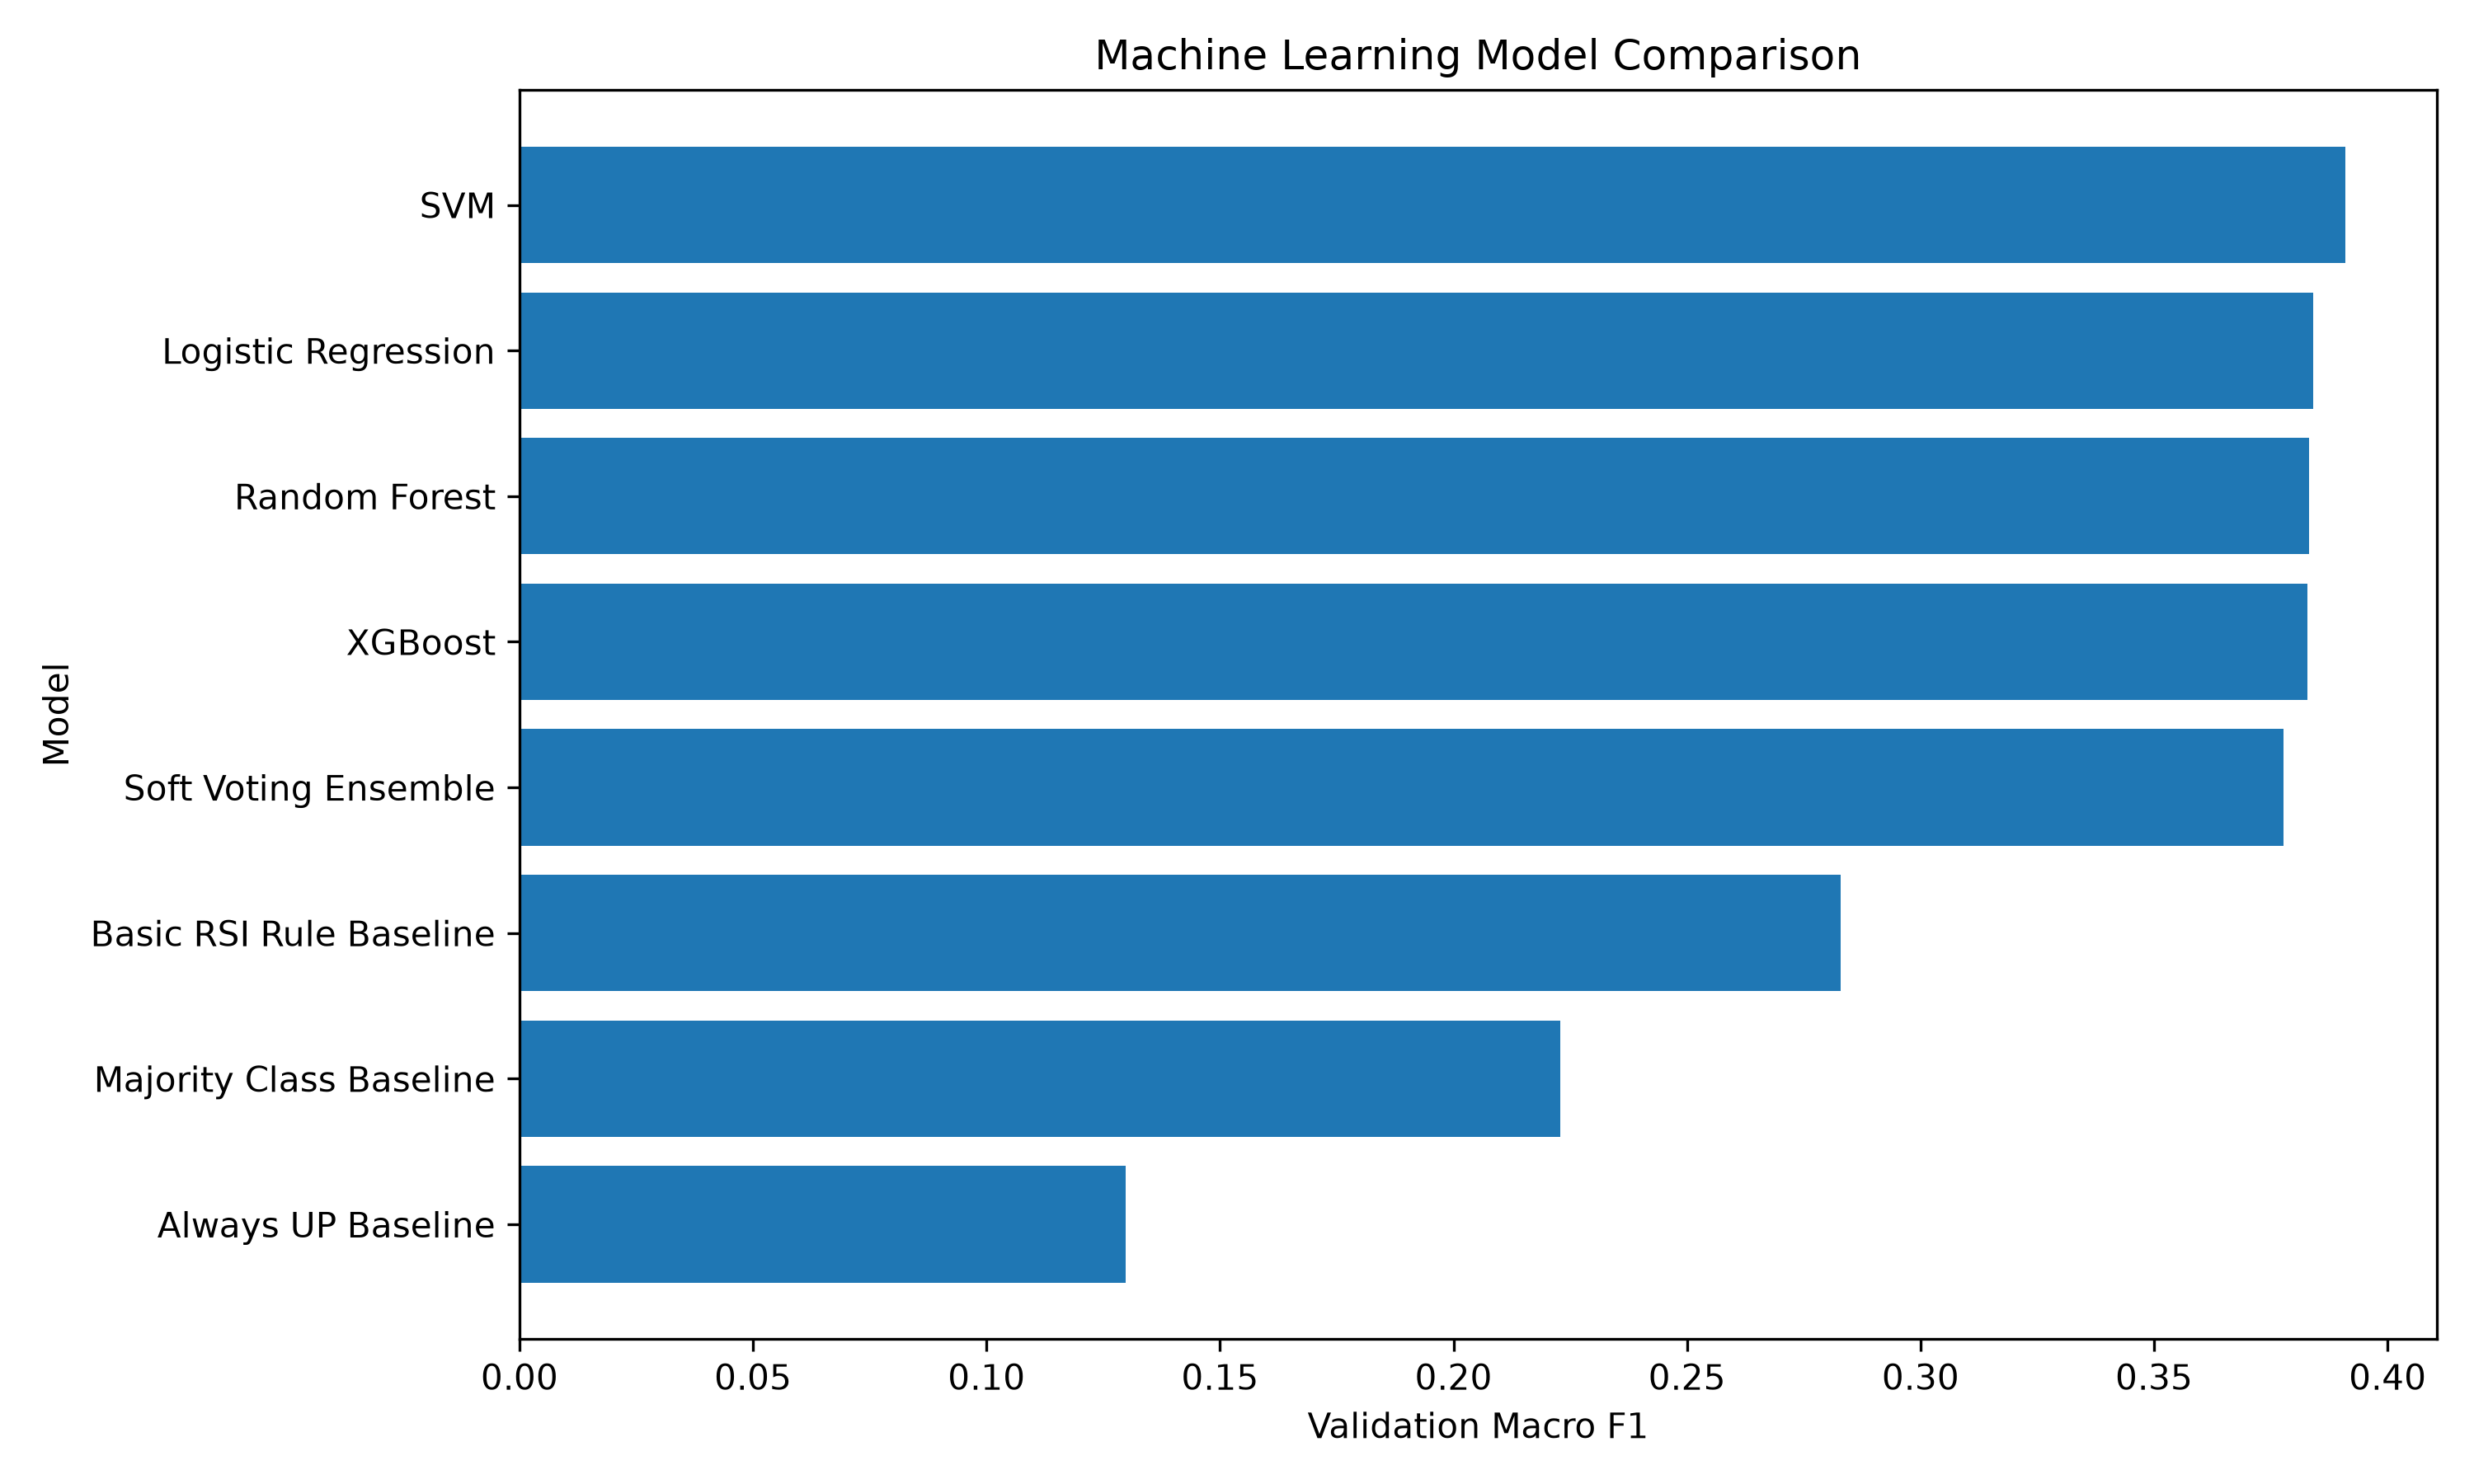 Machine Learning Model Comparison
Model
SVM
Logistic Regression
Random Forest
XGBoost
Soft Voting Ensemble
Basic RSI Rule Baseline
Majority Class Baseline
Always UP Baseline
0.00 0.05 0.10 0.15 0.20 0.25 0.30 0.35 0.40
Validation Macro F1